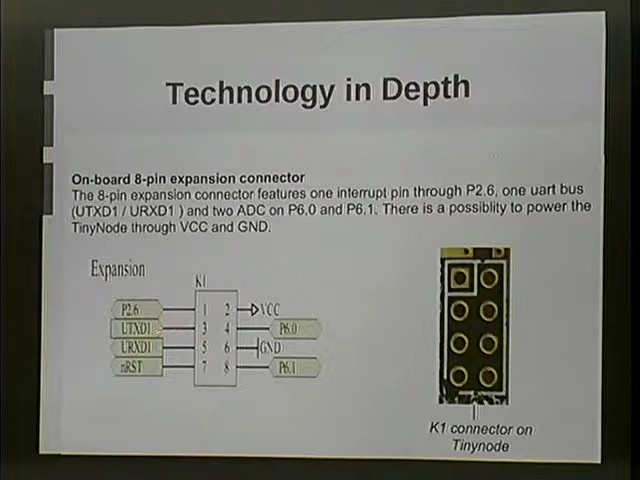 Technology in Depth
On-board 8-pin expansion connector
The 8-pin expansion connector features one interrupt pin through P2.6, one uart bus
(UTXD1 / URXD1 ) and two ADC on P6.0 and P6.1. There is a possiblity to power the
TinyNode through VCC and GND.
Expansion
K1
P2.6 1 2 VCC
UTXD1 3 4 P6.0
URXD1 5 6 GND
nRST 7 8 P6.1
K1 connector on
Tinynode